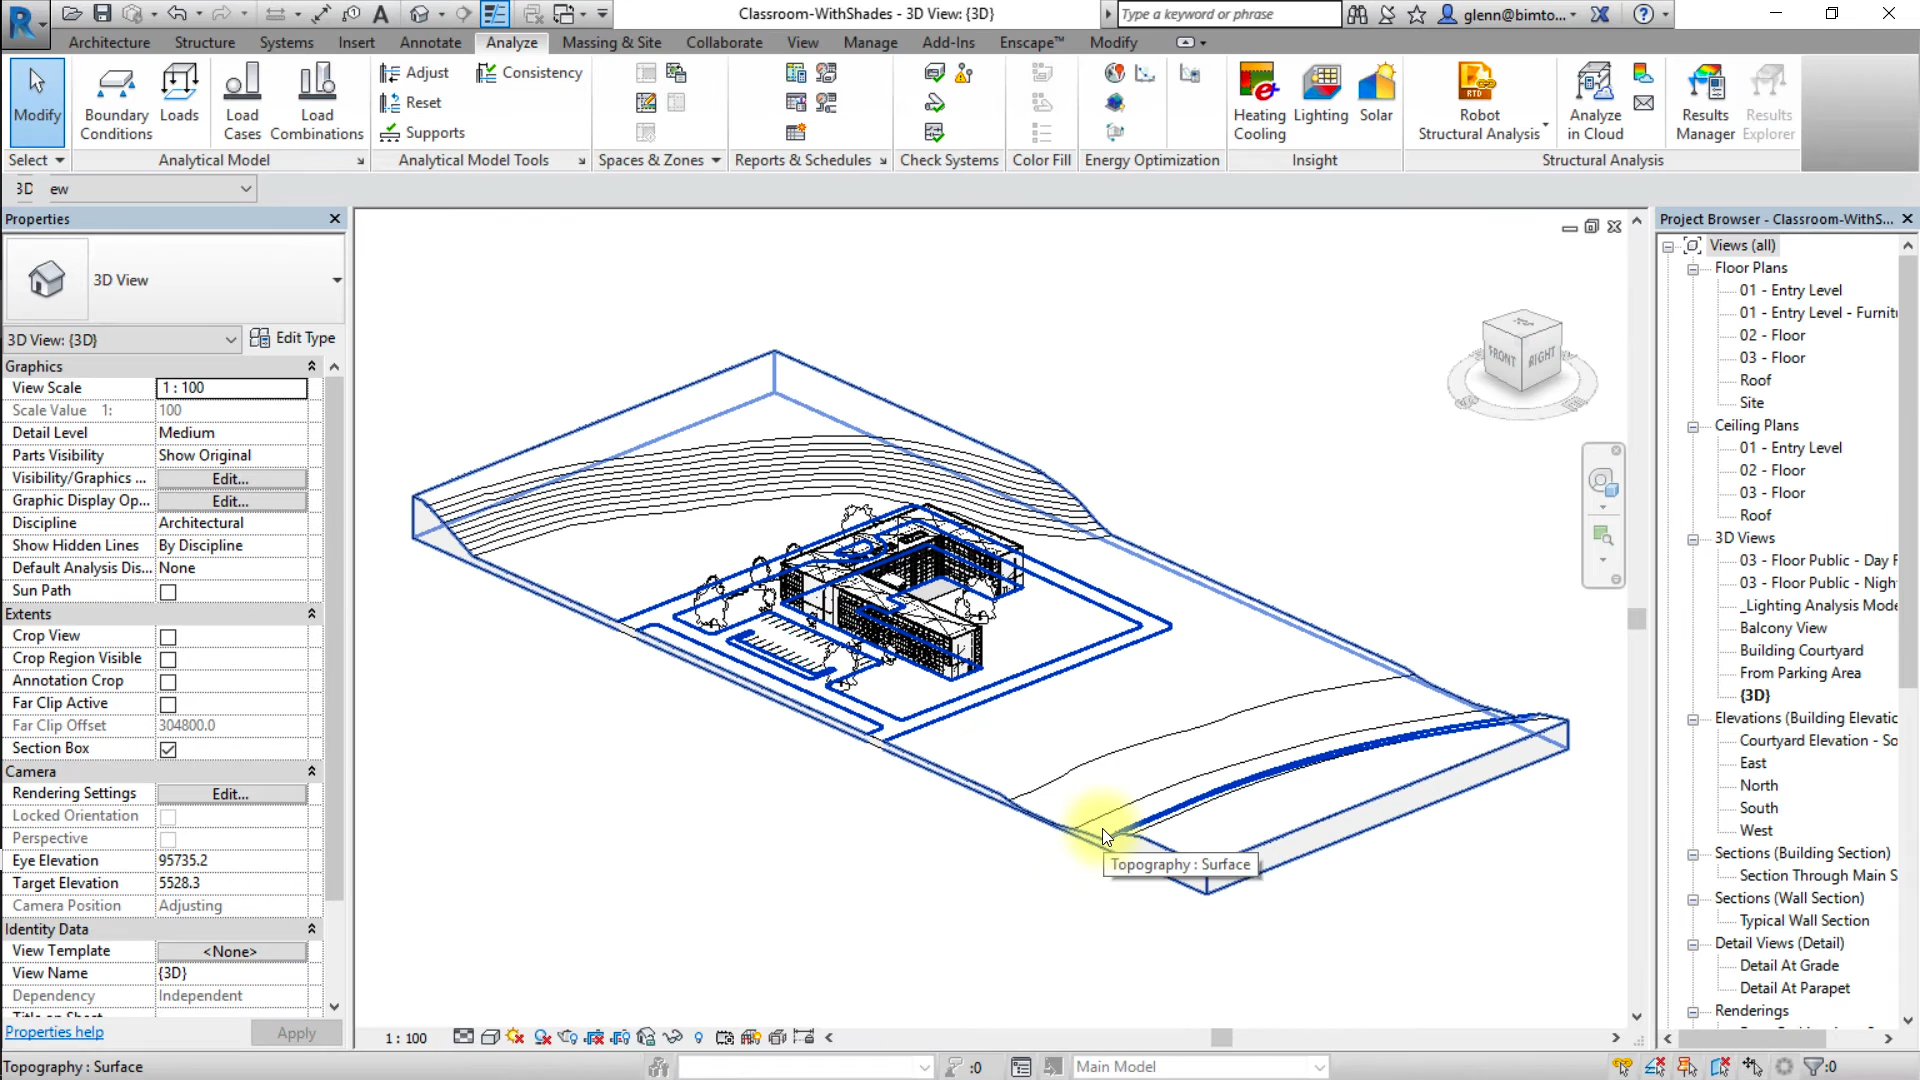 Classroom-WithShades - 3D View: {3D}
Type a keyword or phrase
glenn@bimto...
Architecture Structure Systems Insert Annotate Analyze Massing & Site Collaborate View Manage Add-Ins Enscape™ Modify
Modify
Boundary Conditions
Loads
Load Cases
Load Combinations
Adjust
Reset
Supports
Consistency
Heating Cooling
Lighting
Solar
RTD
Robot Structural Analysis
Analyze in Cloud
Results Manager
Results Explorer
Select
Analytical Model
Analytical Model Tools
Spaces & Zones
Reports & Schedules
Check Systems
Color Fill
Energy Optimization
Insight
Structural Analysis
3D ew
Properties
3D View
3D View: {3D}
Edit Type
Graphics
View Scale 1 : 100
Scale Value 1: 100
Detail Level Medium
Parts Visibility Show Original
Visibility/Graphics ... Edit...
Graphic Display Op... Edit...
Discipline Architectural
Show Hidden Lines By Discipline
Default Analysis Dis... None
Sun Path
Extents
Crop View
Crop Region Visible
Annotation Crop
Far Clip Active
Far Clip Offset 304800.0
Section Box
Camera
Rendering Settings Edit...
Locked Orientation
Perspective
Eye Elevation 95735.2
Target Elevation 5528.3
Camera Position Adjusting
Identity Data
View Template <None>
View Name {3D}
Dependency Independent
Properties help
Apply
FRONT
RIGHT
Topography : Surface
Project Browser - Classroom-WithS...
Views (all)
Floor Plans
01 - Entry Level
01 - Entry Level - Furnit
02 - Floor
03 - Floor
Roof
Site
Ceiling Plans
01 - Entry Level
02 - Floor
03 - Floor
Roof
3D Views
03 - Floor Public - Day F
03 - Floor Public - Nigh
_Lighting Analysis Mode
Balcony View
Building Courtyard
From Parking Area
{3D}
Elevations (Building Elevatic
Courtyard Elevation - So
East
North
South
West
Sections (Building Section)
Section Through Main S
Sections (Wall Section)
Typical Wall Section
Detail Views (Detail)
Detail At Grade
Detail At Parapet
Renderings
1 : 100
Topography : Surface
:0
Main Model
:0